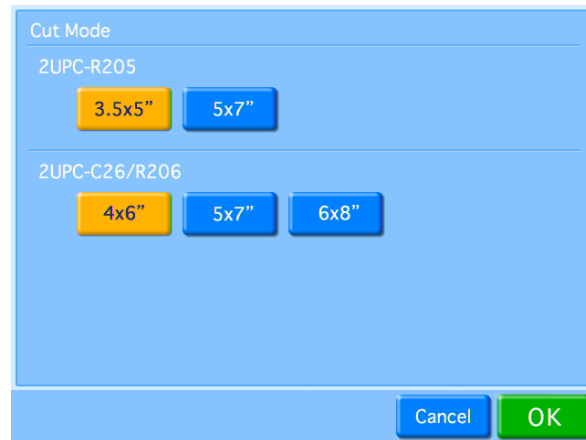 Cut Mode
2UPC-R205
3.5x5” 5x7”
2UPC-C26/R206
4x6” 5x7” 6x8”
Cancel OK